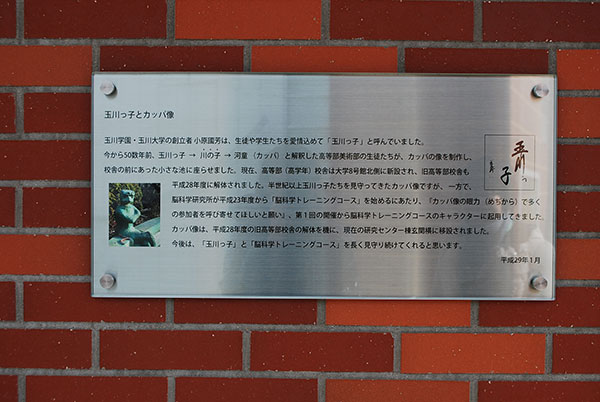 玉川っ子とカッパ像
玉川学園・玉川大学の創立者 小原國芳は、生徒や学生たちを愛情込めて「玉川っ子」と呼んでいました。
今から50数年前、玉川っ子 → 川の子 → 河童（カッパ）と解釈した高等部美術部の生徒たちが、カッパの像を制作し、
校舎の前にあった小さな池に座らせました。現在、高等部（高学年）校舎は大学8号館北側に新設され、旧高等部校舎も
平成28年度に解体されました。半世紀以上玉川っ子たちを見守ってきたカッパ像ですが、一方で、
脳科学研究所が平成23年度から「脳科学トレーニングコース」を始めるにあたり、「カッパ像の眼力（めぢから）で多く
の参加者を呼び寄せてほしいと願い」、第1回の開催から脳科学トレーニングコースのキャラクターに起用してきました。
カッパ像は、平成28年度の旧高等部校舎の解体を機に、現在の研究センター棟玄関横に移設されました。
今後は、「玉川っ子」と「脳科学トレーニングコース」を長く見守り続けてくれると思います。
平成29年1月
玉川っ子